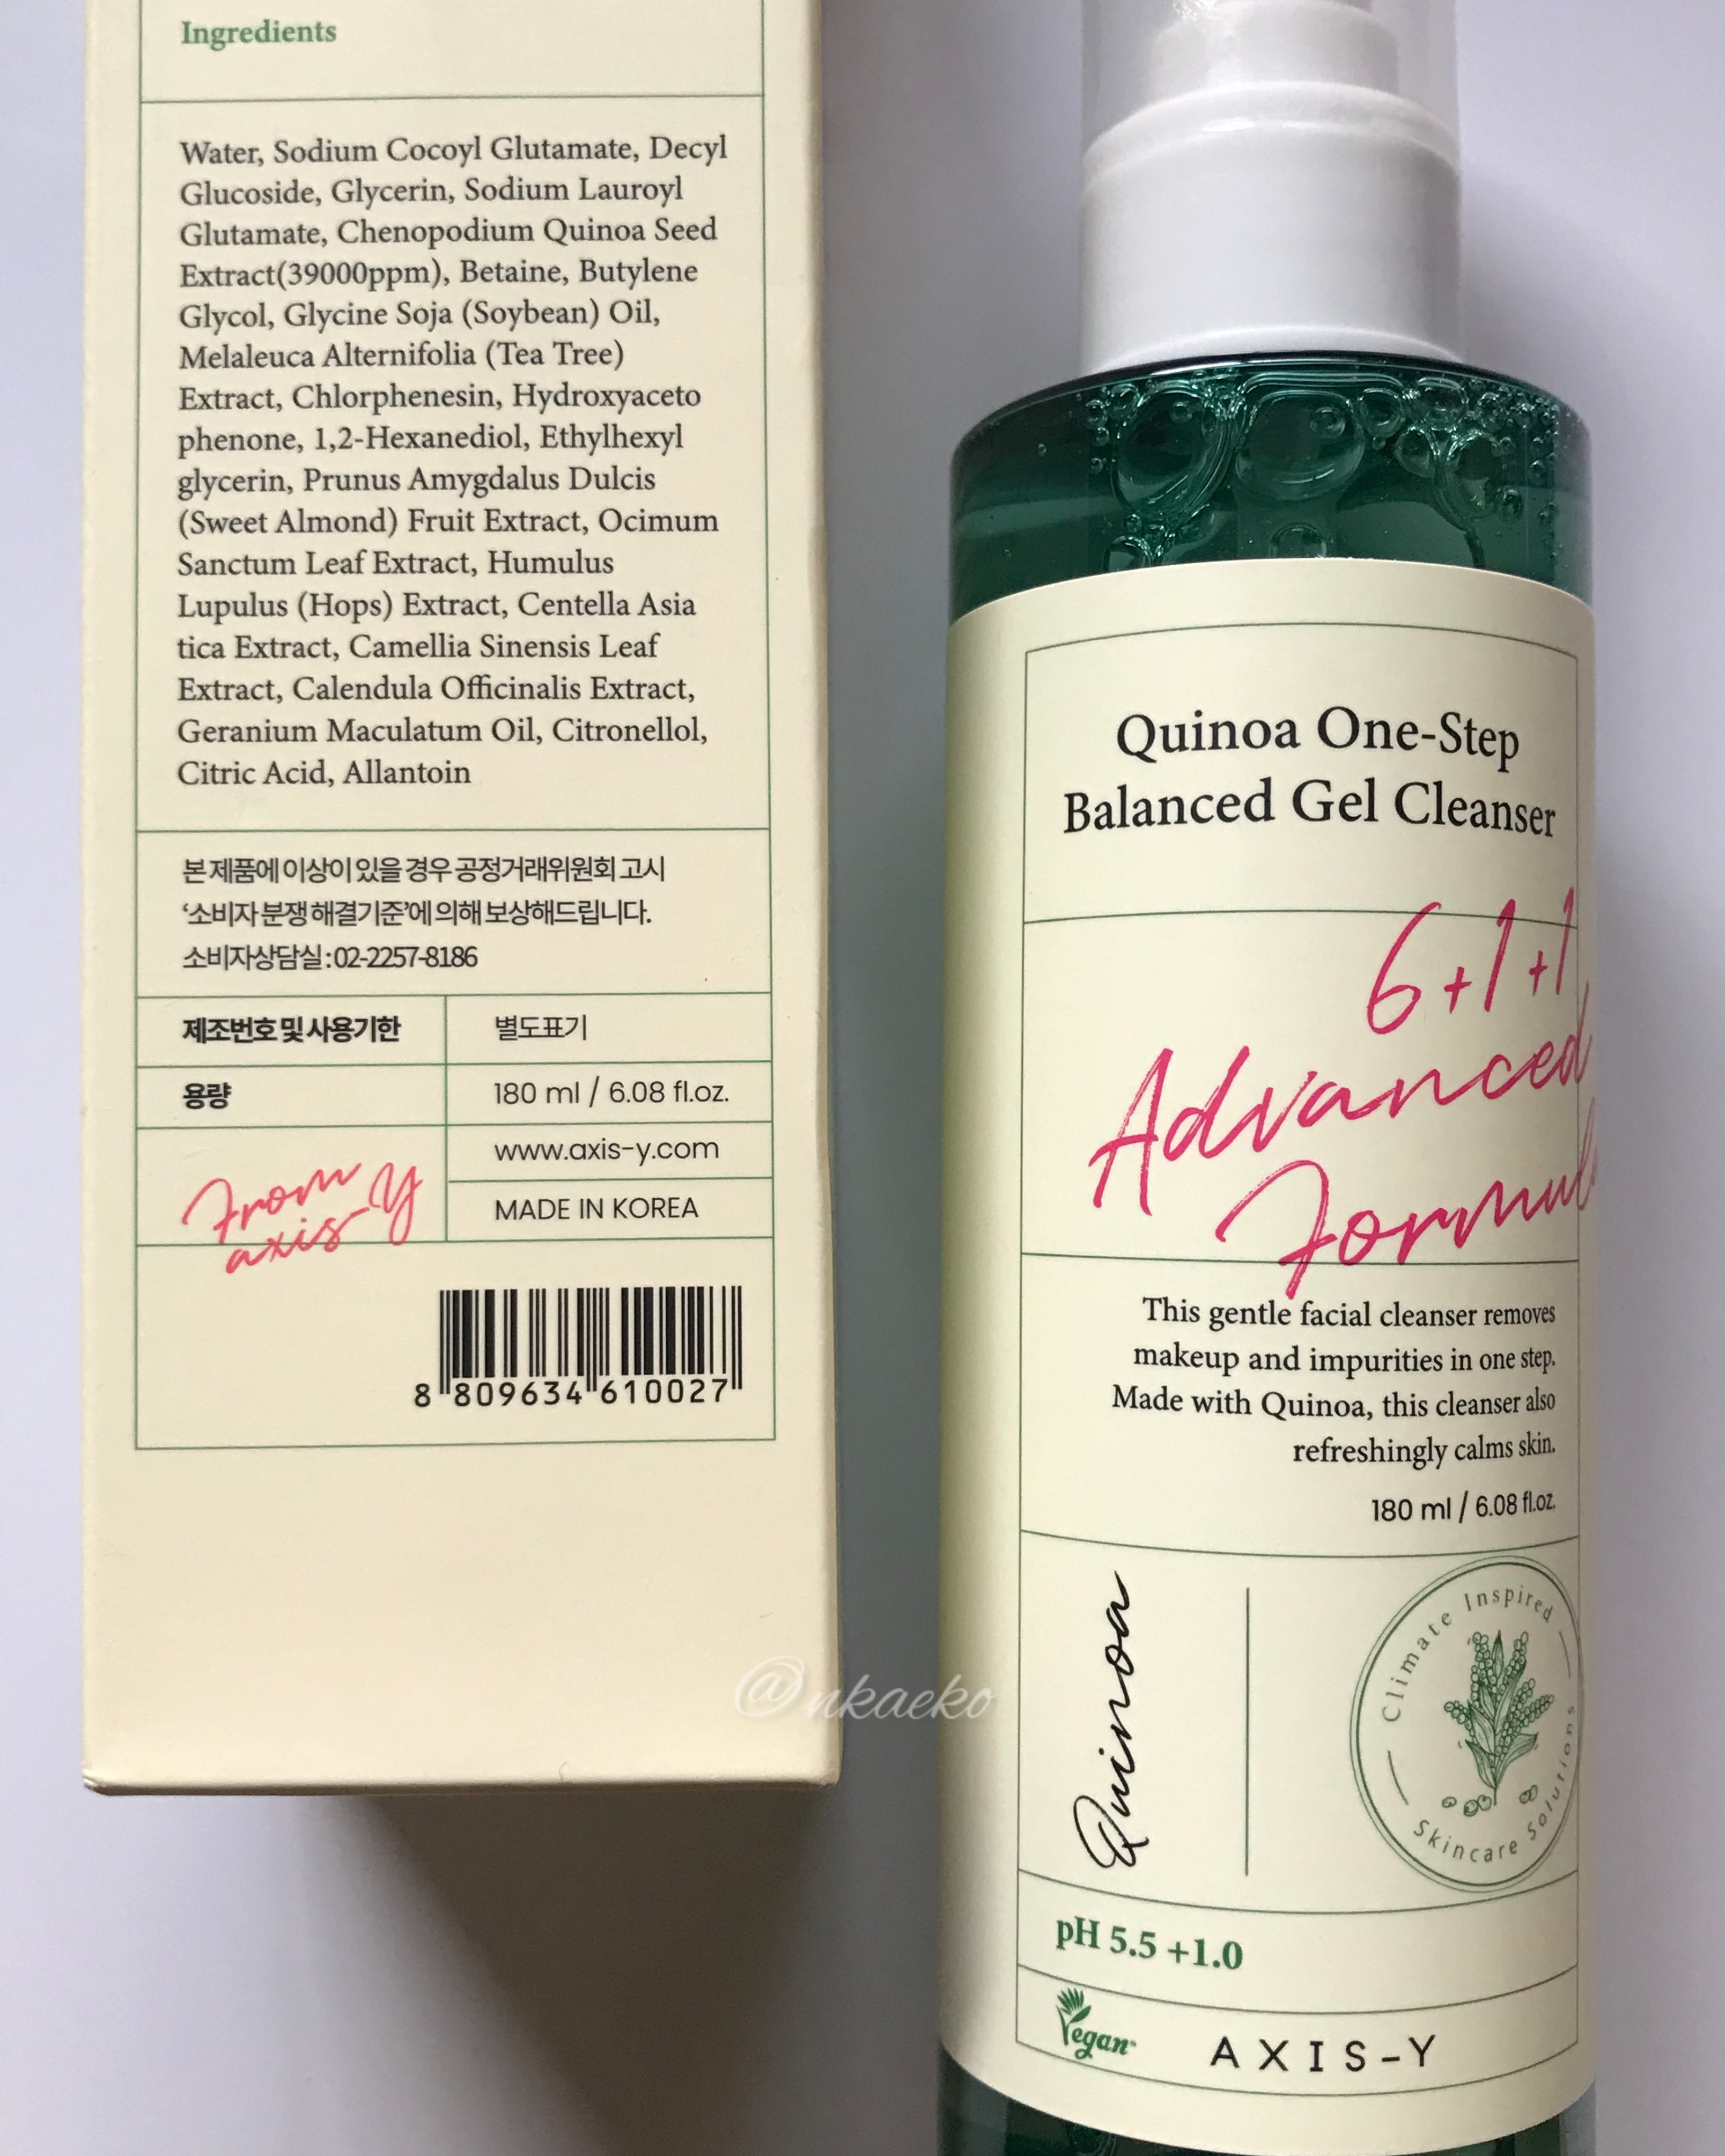 Ingredients
Water, Sodium Cocoyl Glutamate, Decyl
Glucoside, Glycerin, Sodium Lauroyl
Glutamate, Chenopodium Quinoa Seed
Extract(39000ppm), Betaine, Butylene
Glycol, Glycine Soja (Soybean) Oil,
Melaleuca Alternifolia (Tea Tree)
Extract, Chlorphenesin, Hydroxyaceto
phenone, 1,2-Hexanediol, Ethylhexyl
glycerin, Prunus Amygdalus Dulcis
(Sweet Almond) Fruit Extract, Ocimum
Sanctum Leaf Extract, Humulus
Lupulus (Hops) Extract, Centella Asia
tica Extract, Camellia Sinensis Leaf
Extract, Calendula Officinalis Extract,
Geranium Maculatum Oil, Citronellol,
Citric Acid, Allantoin
본 제품에 이상이 있을 경우 공정거래위원회 고시
‘소비자 분쟁 해결기준’에 의해 보상해드립니다.
소비자상담실 : 02-2257-8186
제조번호 및 사용기한 별도표기
용량 180 ml / 6.08 fl.oz.
www.axis-y.com
MADE IN KOREA
From
axis-y
8 809634 610027
Quinoa One-Step
Balanced Gel Cleanser
6+1+1
Advanced
Formul
This gentle facial cleanser removes
makeup and impurities in one step.
Made with Quinoa, this cleanser also
refreshingly calms skin.
180 ml / 6.08 fl.oz.
Quinoa
Climate Inspired
Skincare Solutions
pH 5.5 +1.0
Vegan
AXIS-Y
@nkaeko